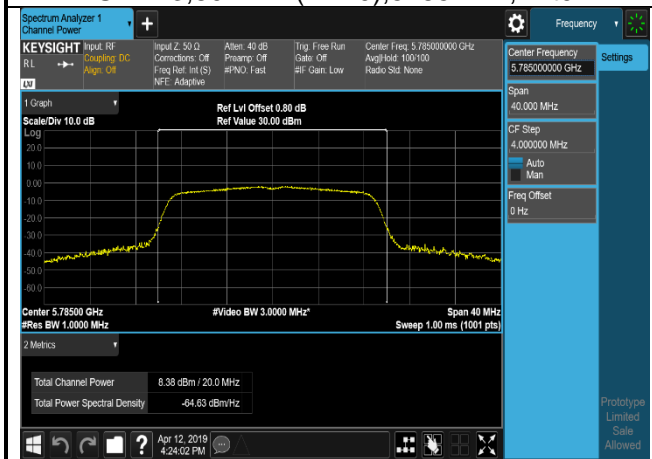 Spectrum Analyzer 1
Channel Power
Frequency
KEYSIGHT
RL
LXI
Input: RF
Coupling: DC
Align: Off
Input Z: 50 Ω
Corrections: Off
Freq Ref: Int (S)
NFE: Adaptive
Atten: 40 dB
Preamp: Off
#PNO: Fast
Trig: Free Run
Gate: Off
#IF Gain: Low
Center Freq: 5.785000000 GHz
Avg|Hold: 100/100
Radio Std: None
Center Frequency
5.785000000 GHz
Settings
Span
40.000 MHz
CF Step
4.000000 MHz
Auto
Man
Freq Offset
0 Hz
1 Graph
Scale/Div 10.0 dB
Ref Lvl Offset 0.80 dB
Ref Value 30.00 dBm
Log
20.0
10.0
0.00
-10.0
-20.0
-30.0
-40.0
-50.0
-60.0
Center 5.78500 GHz
#Video BW 3.0000 MHz*
Span 40 MHz
#Res BW 1.0000 MHz
Sweep 1.00 ms (1001 pts)
2 Metrics
Total Channel Power 8.38 dBm / 20.0 MHz
Total Power Spectral Density -64.63 dBm/Hz
Prototype
Limited
Sale
Allowed
?
Apr 12, 2019
4:24:02 PM